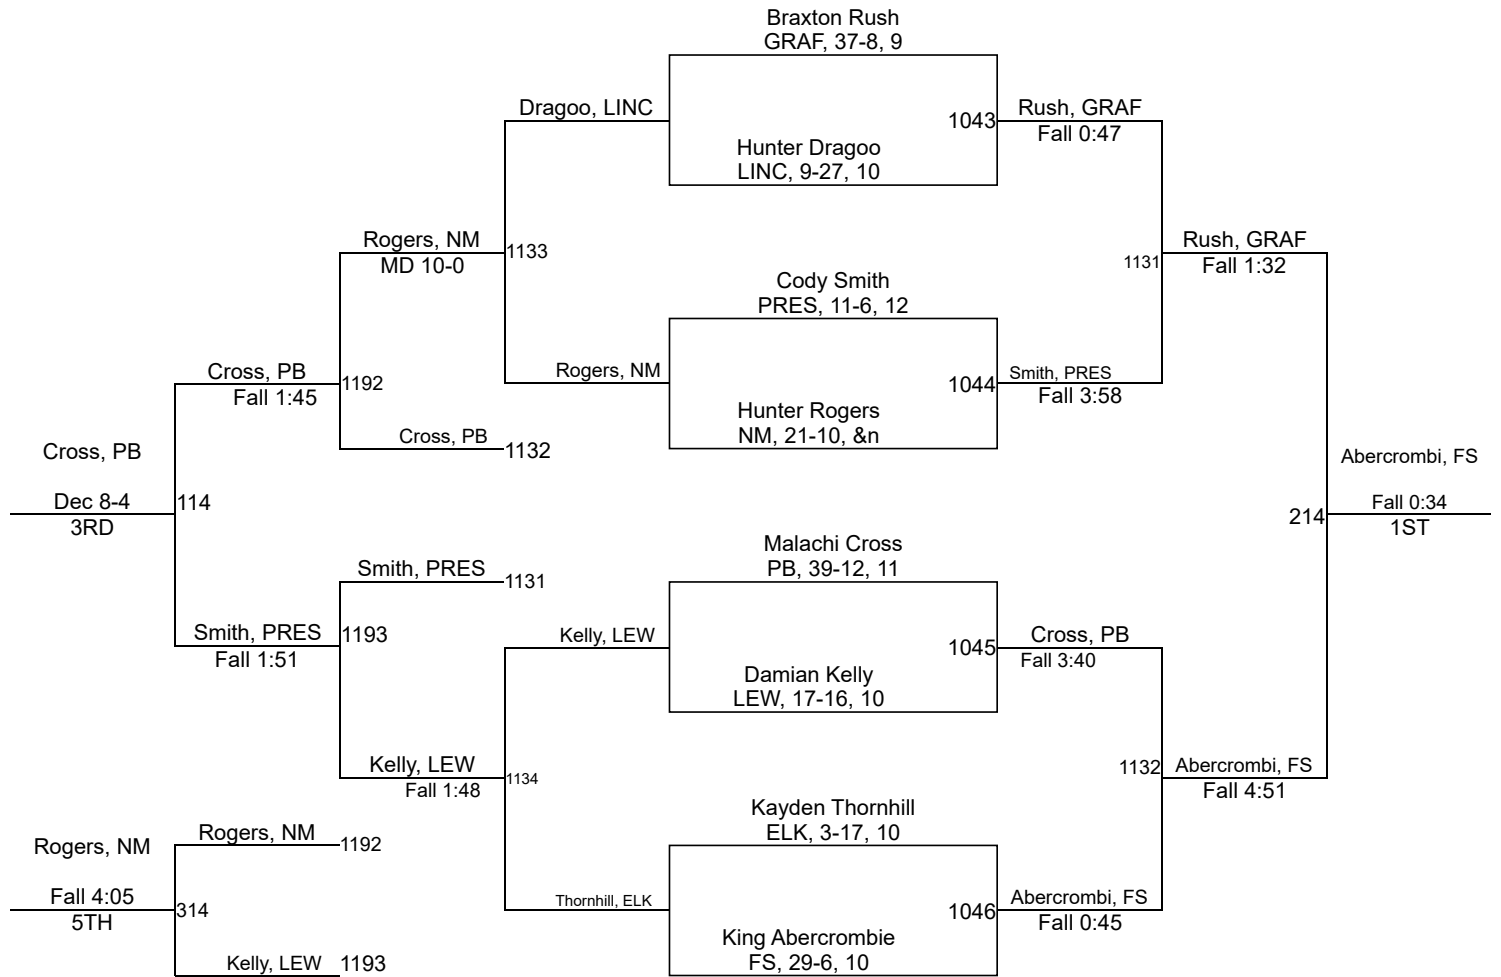 Braxton Rush
GRAF, 37-8, 9
Dragoo, LINC
1043
Rush, GRAF
Fall 0:47
Hunter Dragoo
LINC, 9-27, 10
Rogers, NM
MD 10-0
1133
1131
Rush, GRAF
Fall 1:32
Cody Smith
PRES, 11-6, 12
Cross, PB
Fall 1:45
1192
Rogers, NM
1044
Smith, PRES
Fall 3:58
Hunter Rogers
NM, 21-10, &n
Cross, PB
1132
Cross, PB
Dec 8-4
3RD
114
214
Abercrombi, FS
Fall 0:34
1ST
Malachi Cross
PB, 39-12, 11
Smith, PRES
1131
Smith, PRES
Fall 1:51
1193
Kelly, LEW
1045
Cross, PB
Fall 3:40
Damian Kelly
LEW, 17-16, 10
Kelly, LEW
Fall 1:48
1134
1132
Abercrombi, FS
Fall 4:51
Kayden Thornhill
ELK, 3-17, 10
Rogers, NM
1192
Rogers, NM
Fall 4:05
5TH
314
Thornhill, ELK
1046
Abercrombi, FS
Fall 0:45
King Abercrombie
FS, 29-6, 10
Kelly, LEW
1193